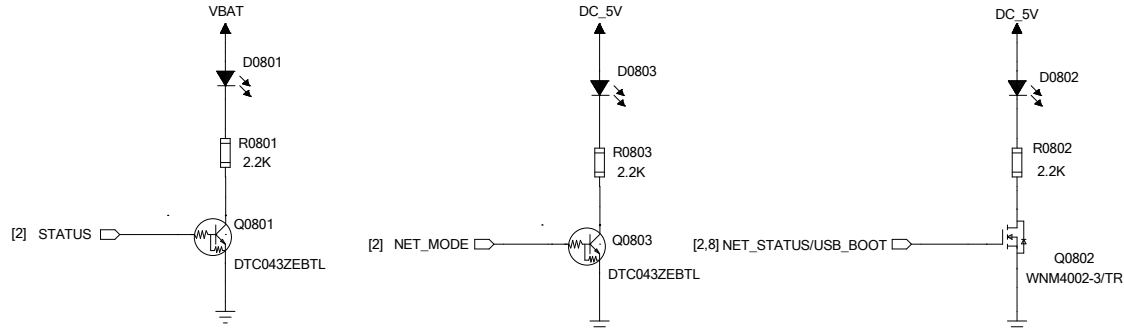 VBAT
D0801
R0801
2.2K
[2] STATUS
Q0801
DTC043ZEBTL
DC_5V
D0803
R0803
2.2K
[2] NET_MODE
Q0803
DTC043ZEBTL
DC_5V
D0802
R0802
2.2K
[2,8] NET_STATUS/USB_BOOT
Q0802
WNM4002-3/TR